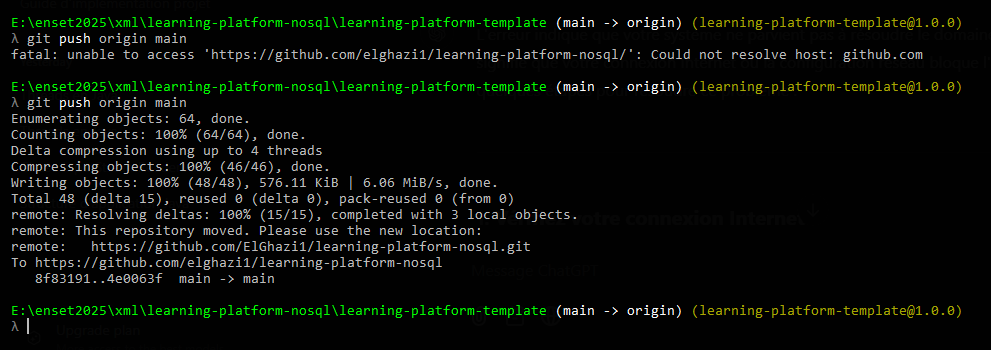 E:\enset2025\xml\learning-platform-nosql\learning-platform-template (main -> origin) (learning-platform-template@1.0.0)
λ git push origin main
fatal: unable to access 'https://github.com/elghazi1/learning-platform-nosql/': Could not resolve host: github.com
E:\enset2025\xml\learning-platform-nosql\learning-platform-template (main -> origin) (learning-platform-template@1.0.0)
λ git push origin main
Enumerating objects: 64, done.
Counting objects: 100% (64/64), done.
Delta compression using up to 4 threads
Compressing objects: 100% (46/46), done.
Writing objects: 100% (48/48), 576.11 KiB | 6.06 MiB/s, done.
Total 48 (delta 15), reused 0 (delta 0), pack-reused 0 (from 0)
remote: Resolving deltas: 100% (15/15), completed with 3 local objects.
remote: This repository moved. Please use the new location:
remote:   https://github.com/ElGhazi1/learning-platform-nosql.git
To https://github.com/elghazi1/learning-platform-nosql
   8f83191..4e0063f  main -> main
E:\enset2025\xml\learning-platform-nosql\learning-platform-template (main -> origin) (learning-platform-template@1.0.0)
λ
Upgrade plan